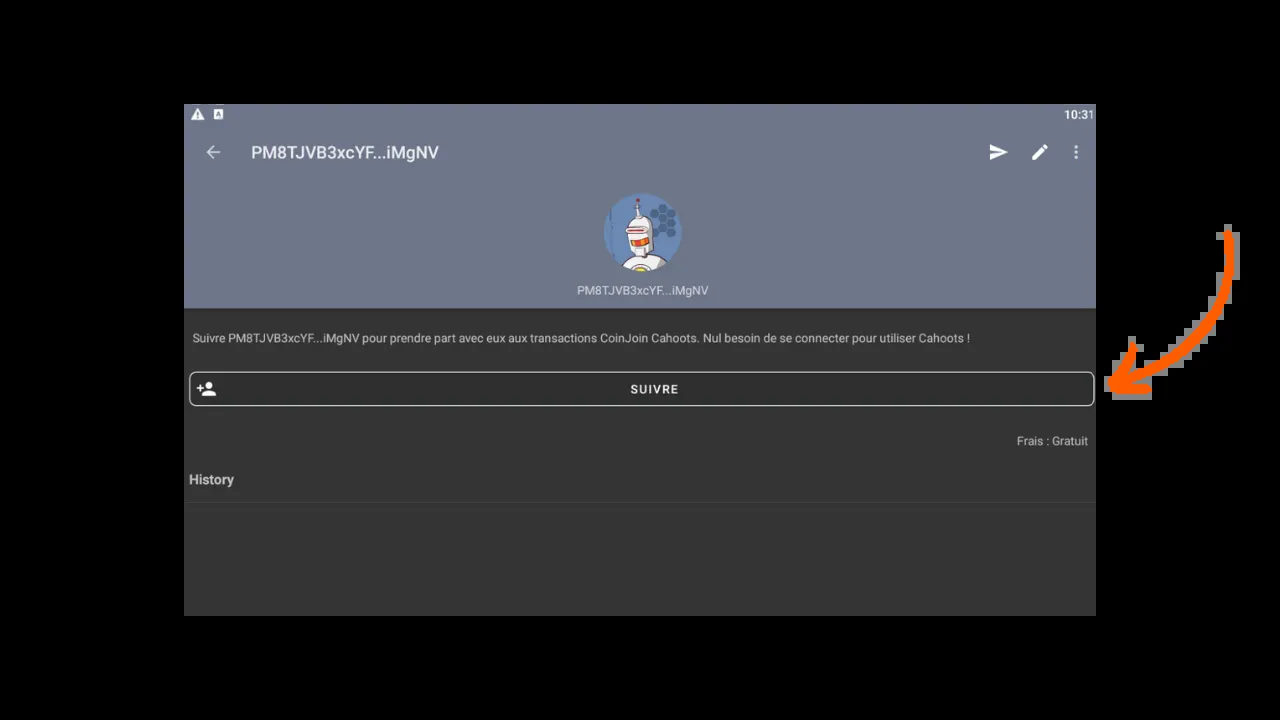 10:31
PM8TJVB3xcYF...iMgNV
PM8TJVB3xcYF...iMgNV
Suivre PM8TJVB3xcYF...iMgNV pour prendre part avec eux aux transactions CoinJoin Cahoots. Nul besoin de se connecter pour utiliser Cahoots !
SUIVRE
Frais : Gratuit
History